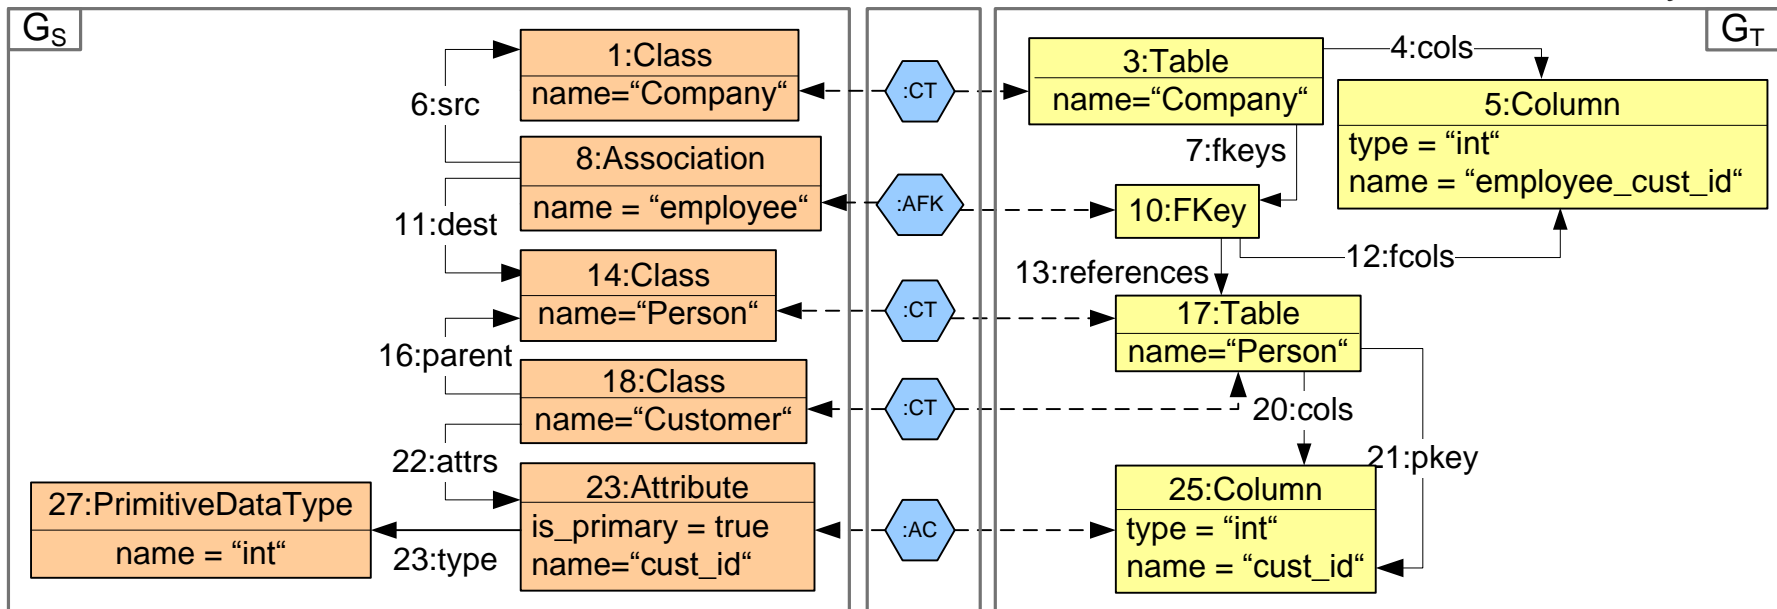 G_S
1:Class
name=“Company“
6:src
8:Association
name = “employee“
11:dest
14:Class
name=“Person“
16:parent
18:Class
name=“Customer“
22:attrs
23:Attribute
is_primary = true
name=“cust_id“
27:PrimitiveDataType
name = “int“
23:type
:CT
:AFK
:CT
:CT
:AC
G_T
3:Table
name=“Company“
4:cols
5:Column
type = “int“
name = “employee_cust_id“
7:fkeys
10:FKey
12:fcols
13:references
17:Table
name=“Person“
20:cols
21:pkey
25:Column
type = “int“
name = “cust_id“